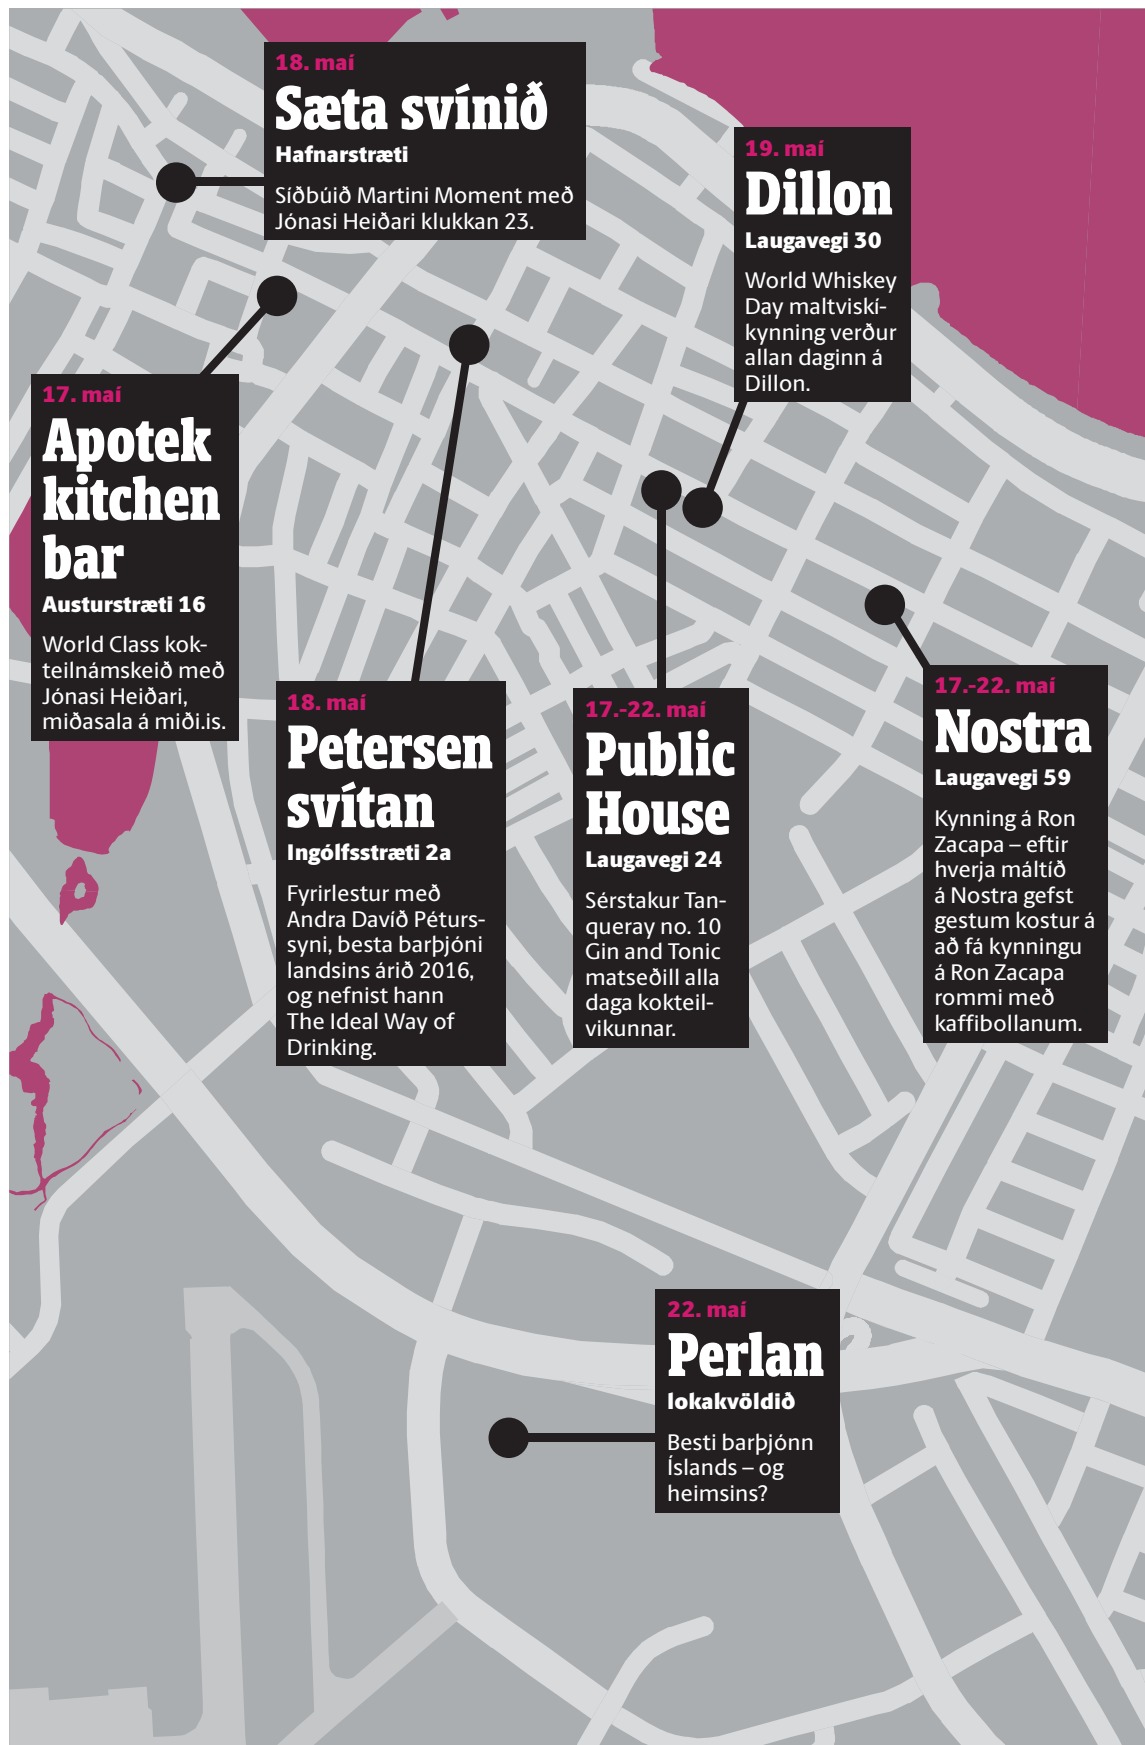 18. maí
Sæta svínið
Hafnarstræti
Síðbúið Martini Moment með
Jónasi Heiðari klukkan 23.
19. maí
Dillon
Laugavegi 30
World Whiskey
Day maltviskí-
kynning verður
allan daginn á
Dillon.
17. maí
Apotek
kitchen
bar
Austurstræti 16
World Class kok-
teilnámskeið með
Jónasi Heiðari,
miðasala á miði.is.
18. maí
Petersen
svítan
Ingólfsstræti 2a
Fyrirlestur með
Andra Davíð Péturs-
syni, besta barþjóni
landsins árið 2016,
og nefnist hann
The Ideal Way of
Drinking.
17.-22. maí
Public
House
Laugavegi 24
Sérstakur Tan-
queray no. 10
Gin and Tonic
matseðill alla
daga kokteil-
vikunnar.
17.-22. maí
Nostra
Laugavegi 59
Kynning á Ron
Zacapa – eftir
hverja máltíð
á Nostra gefst
gestum kostur á
að fá kynningu
á Ron Zacapa
rommi með
kaffibollanum.
22. maí
Perlan
lokakvöldið
Besti barþjónn
Íslands – og
heimsins?